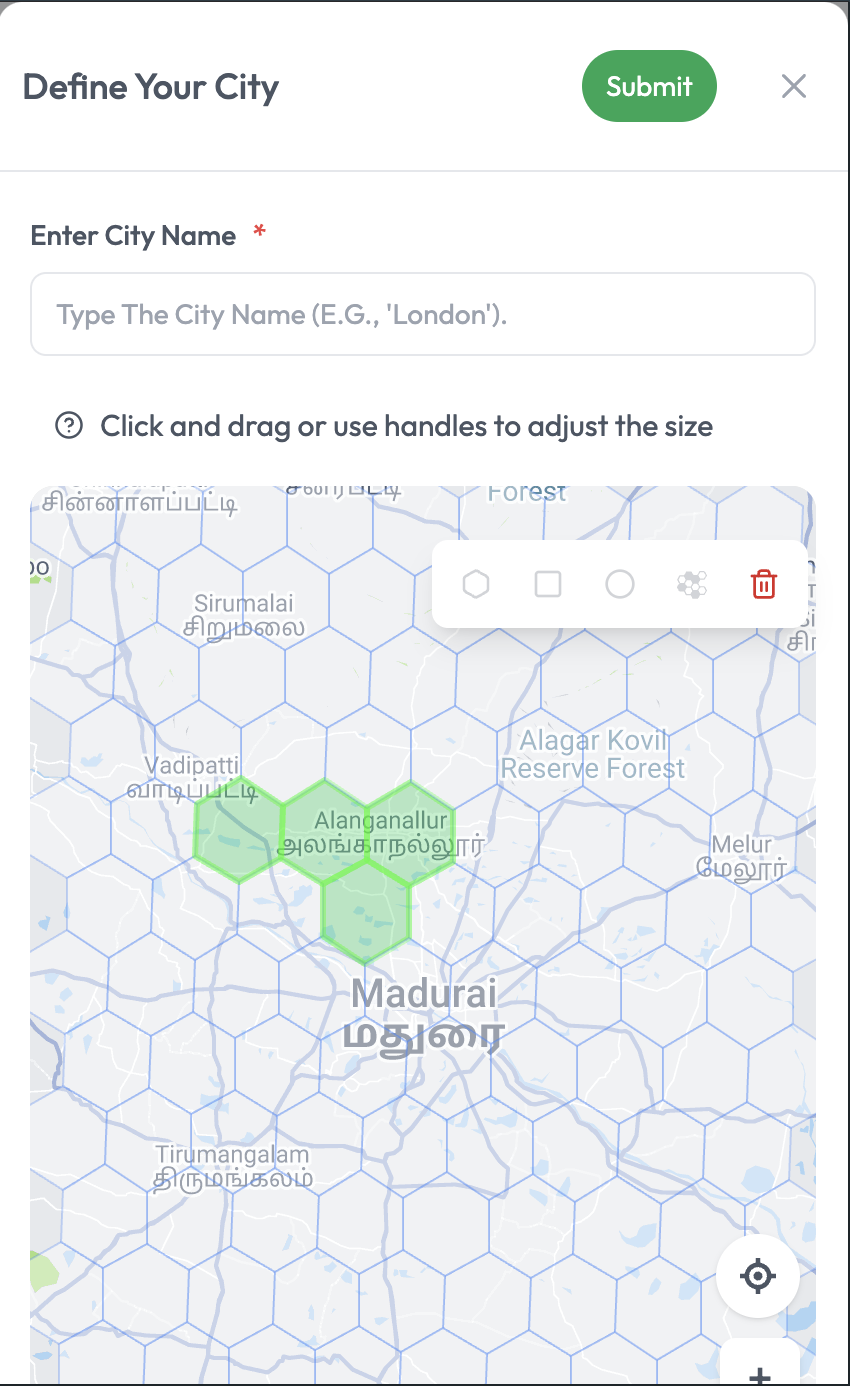 Define Your City
Submit
Enter City Name *
Type The City Name (E.G., 'London').
Click and drag or use handles to adjust the size
சின்னாளப்பட்டி
Forest
Sirumalai
சிறுமலை
Alagar Kovil
Reserve Forest
Vadipatti
வாடிப்பட்டி
Alanganallur
அலங்காநல்லூர்
Melur
மேலூர்
Madurai
மதுரை
Tirumangalam
திருமங்கலம்
+